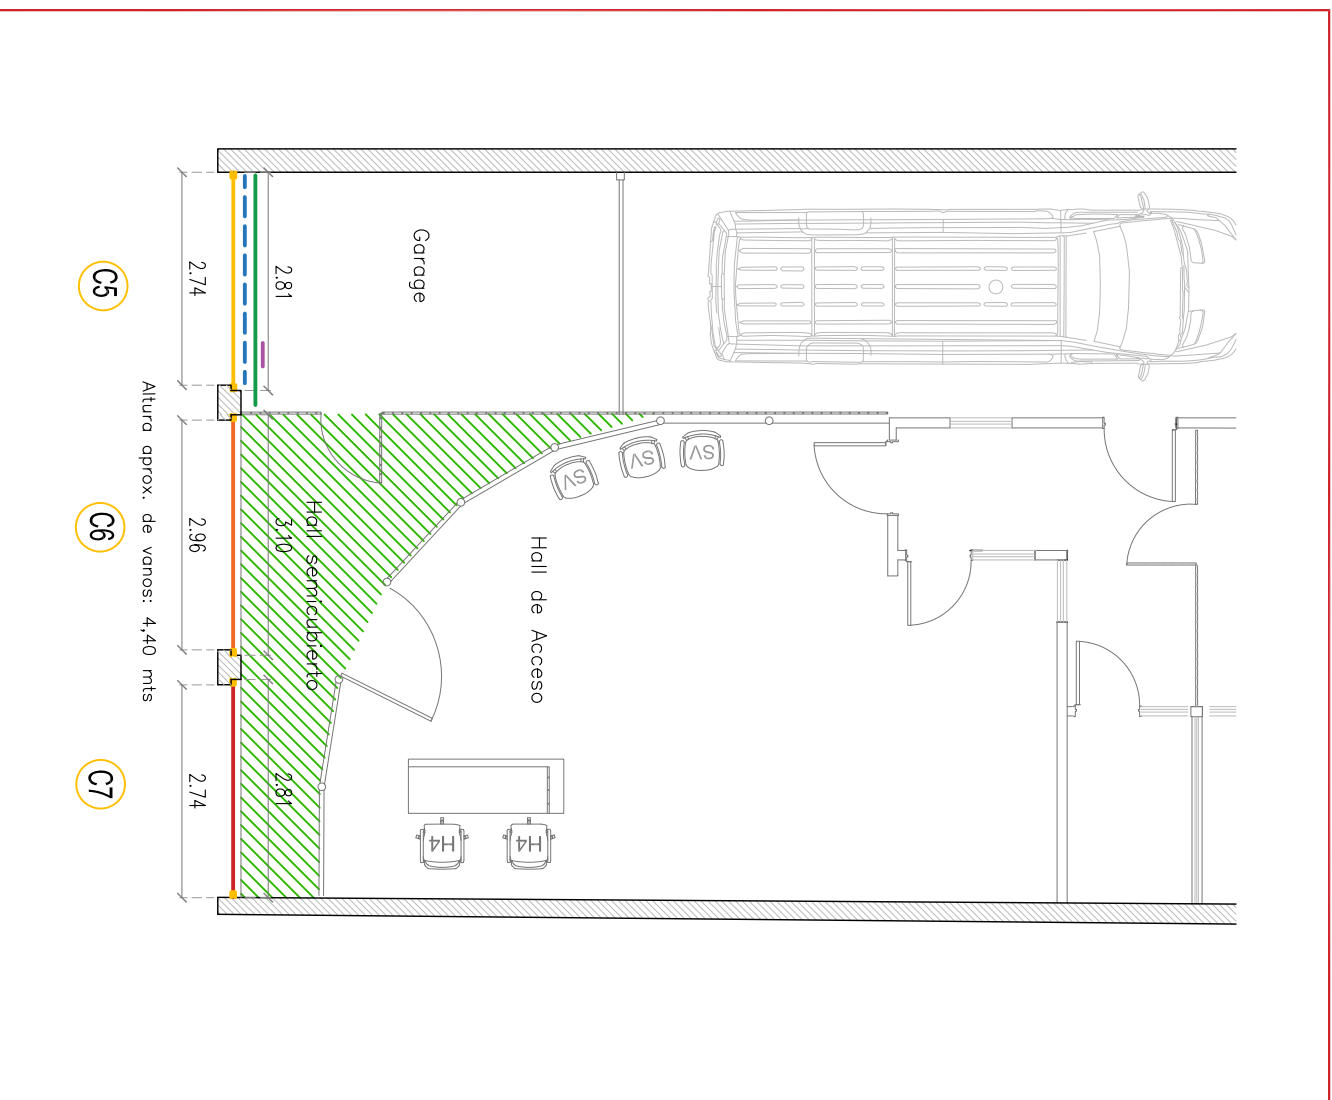 C5
2.74
2.81
Garage
Altura aprox. de vanos: 4,40 mts
C6
2.96
3.10
Hall semicubierto
Hall de Acceso
SV
SV
SV
C7
2.74
2.81
H4
H4